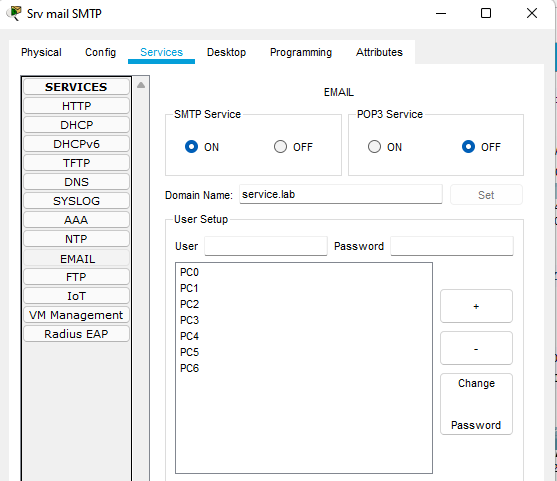 Srv mail SMTP
Physical Config Services Desktop Programming Attributes
SERVICES
HTTP
DHCP
DHCPv6
TFTP
DNS
SYSLOG
AAA
NTP
EMAIL
FTP
IoT
VM Management
Radius EAP
EMAIL
SMTP Service
ON OFF
POP3 Service
ON OFF
Domain Name: service.lab Set
User Setup
User Password
PC0
PC1
PC2
PC3
PC4
PC5
PC6
+
-
Change
Password